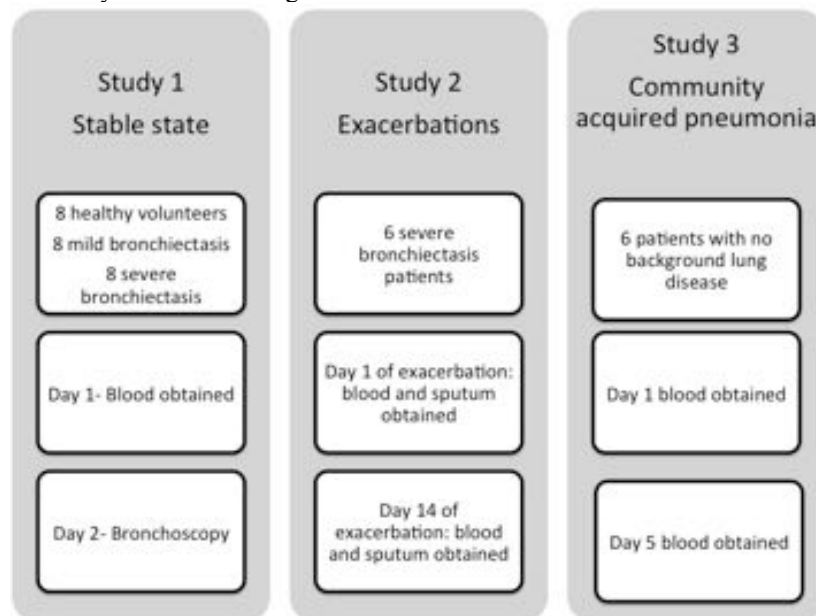 Study 1
Stable state
8 healthy volunteers
8 mild bronchiectasis
8 severe
bronchiectasis
Day 1- Blood obtained
Day 2- Bronchoscopy
Study 2
Exacerbations
6 severe
bronchiectasis
patients
Day 1 of exacerbation:
blood and sputum
obtained
Day 14 of
exacerbation: blood
and sputum obtained
Study 3
Community
acquired pneumonia
6 patients with no
background lung
disease
Day 1 blood obtained
Day 5 blood obtained